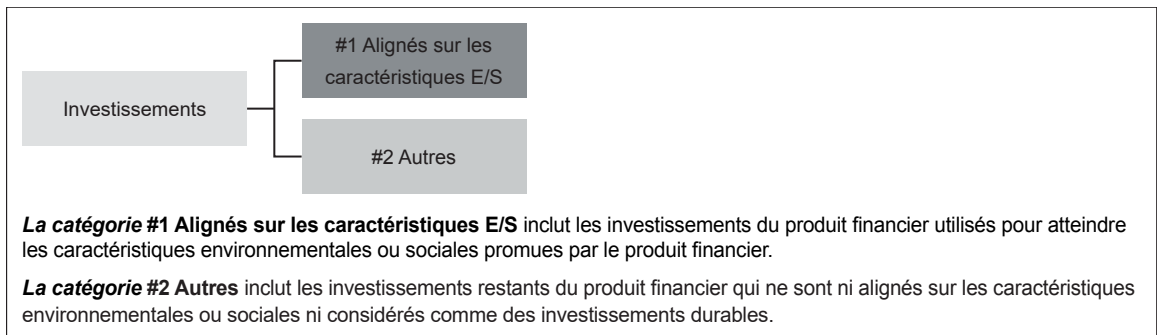 #1 Alignés sur les
caractéristiques E/S
Investissements
#2 Autres
La catégorie #1 Alignés sur les caractéristiques E/S inclut les investissements du produit financier utilisés pour atteindre
les caractéristiques environnementales ou sociales promues par le produit financier.
La catégorie #2 Autres inclut les investissements restants du produit financier qui ne sont ni alignés sur les caractéristiques
environnementales ou sociales ni considérés comme des investissements durables.